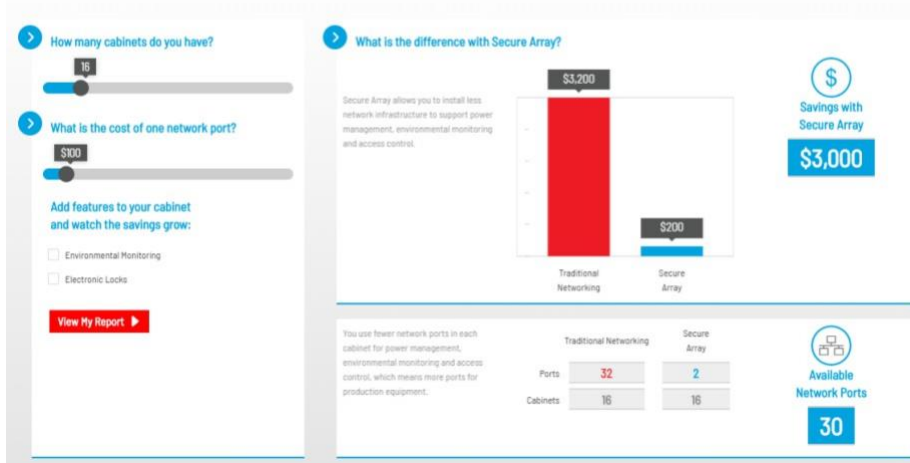 How many cabinets do you have?
16
What is the cost of one network port?
$100
Add features to your cabinet
and watch the savings grow:
Environmental Monitoring
Electronic Locks
View My Report
What is the difference with Secure Array?
Secure Array allows you to install less
network infrastructure to support power
management, environmental monitoring
and access control.
$3,200
$200
Traditional
Networking
Secure
Array
$
Savings with
Secure Array
$3,000
You use fewer network ports in each
cabinet for power management,
environmental monitoring and access
control, which means more ports for
production equipment.
Traditional Networking
Secure
Array
Ports 32 2
Cabinets 16 16
Available
Network Ports
30